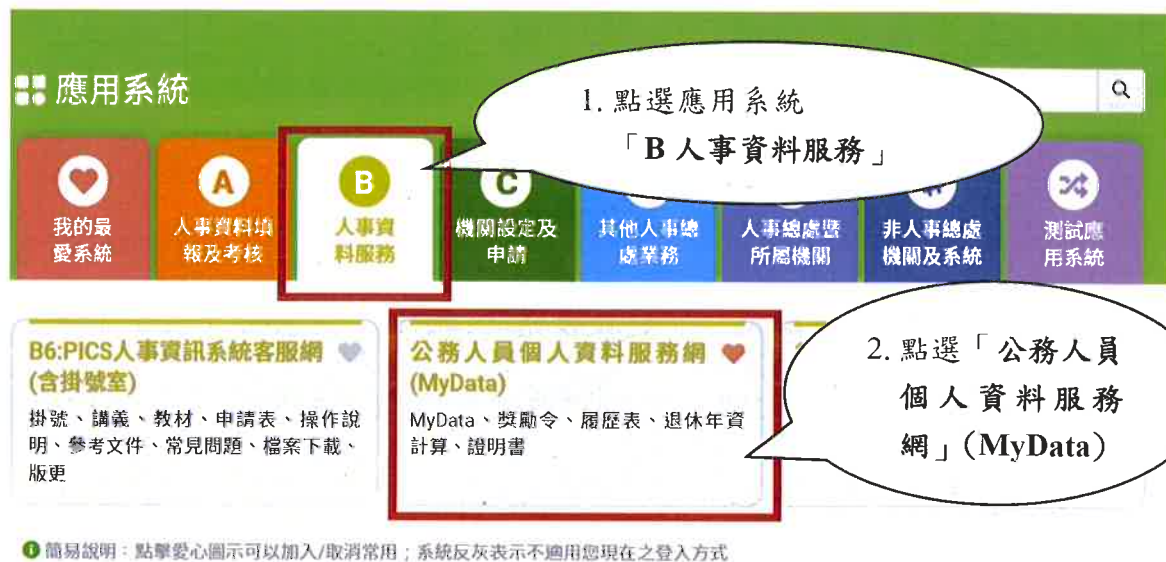 應用系統
1. 點選應用系統
「B 人事資料服務」
我的最
愛系統
A
人事資料填
報及考核
B
人事資
料服務
C
機關設定及
申請
其他人事總
處業務
人事總處暨
所屬機關
非人事總處
機關及系統
測試應
用系統
B6:PICS人事資訊系統客服網
(含掛號室)
掛號、講義、教材、申請表、操作說
明、參考文件、常見問題、檔案下載、
版更
公務人員個人資料服務網
(MyData)
MyData、獎勵令、履歷表、退休年資
計算、證明書
2. 點選「公務人員
個人資料服務
網」(MyData)
簡易說明：點擊愛心圖示可以加入/取消常用；系統反灰表示不適用您現在之登入方式